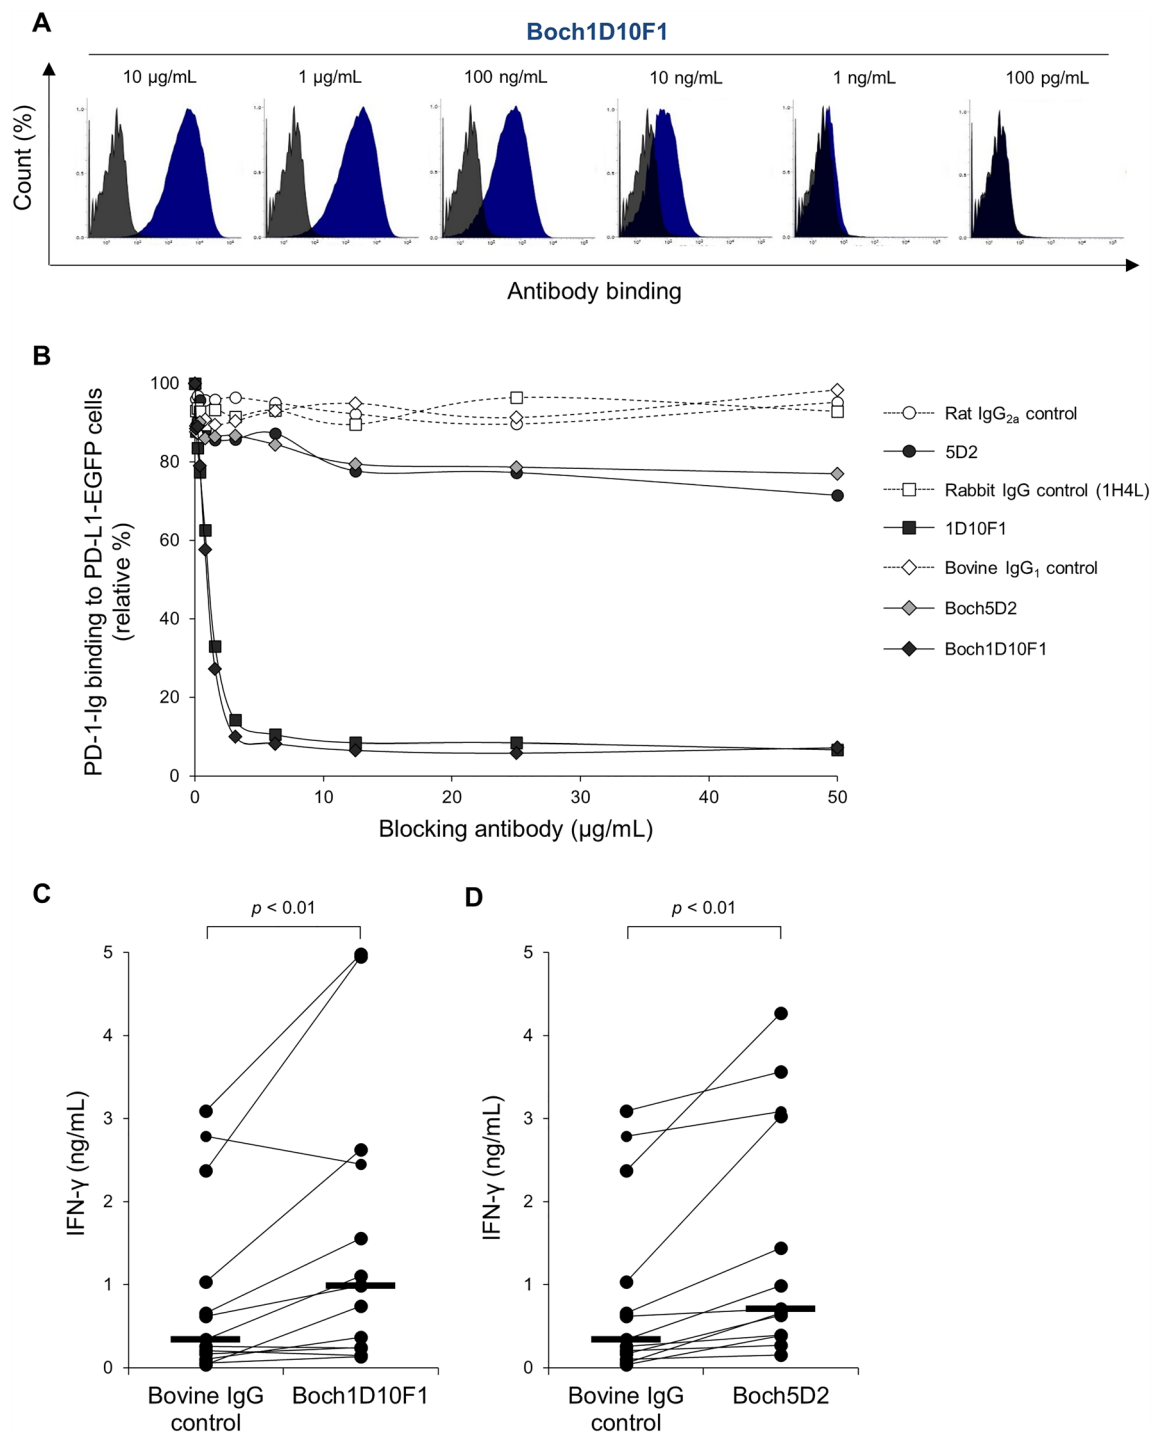 A
Boch1D10F1
10 µg/mL
1 µg/mL
100 ng/mL
10 ng/mL
1 ng/mL
100 pg/mL
Count (%)
Antibody binding
B
PD-1-Ig binding to PD-L1-EGFP cells
(relative %)
100
80
60
40
20
0
0 10 20 30 40 50
Blocking antibody (µg/mL)
Rat IgG2a control
5D2
Rabbit IgG control (1H4L)
1D10F1
Bovine IgG1 control
Boch5D2
Boch1D10F1
C
p < 0.01
IFN-γ (ng/mL)
5
4
3
2
1
0
Bovine IgG
control
Boch1D10F1
D
p < 0.01
IFN-γ (ng/mL)
5
4
3
2
1
0
Bovine IgG
control
Boch5D2